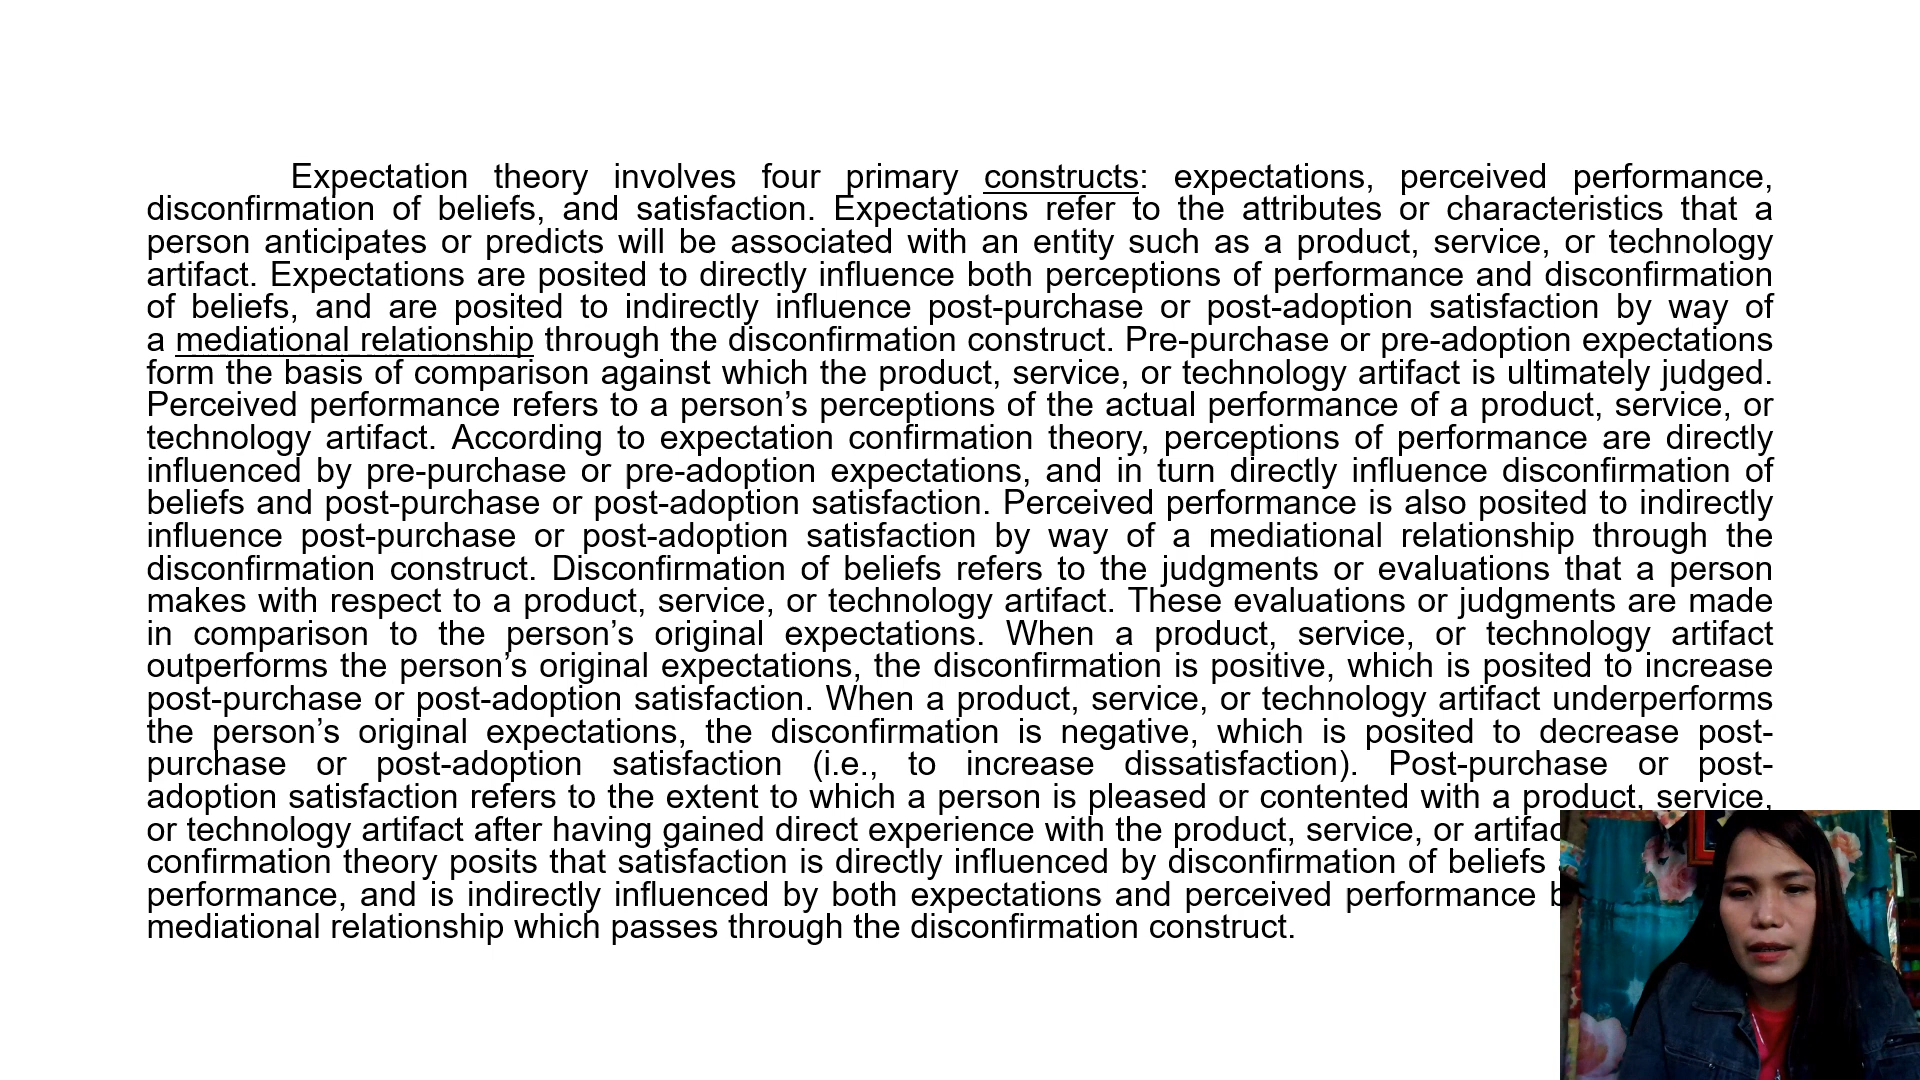 Expectation theory involves four primary constructs: expectations, perceived performance,
disconfirmation of beliefs, and satisfaction. Expectations refer to the attributes or characteristics that a
person anticipates or predicts will be associated with an entity such as a product, service, or technology
artifact. Expectations are posited to directly influence both perceptions of performance and disconfirmation
of beliefs, and are posited to indirectly influence post-purchase or post-adoption satisfaction by way of
a mediational relationship through the disconfirmation construct. Pre-purchase or pre-adoption expectations
form the basis of comparison against which the product, service, or technology artifact is ultimately judged.
Perceived performance refers to a person’s perceptions of the actual performance of a product, service, or
technology artifact. According to expectation confirmation theory, perceptions of performance are directly
influenced by pre-purchase or pre-adoption expectations, and in turn directly influence disconfirmation of
beliefs and post-purchase or post-adoption satisfaction. Perceived performance is also posited to indirectly
influence post-purchase or post-adoption satisfaction by way of a mediational relationship through the
disconfirmation construct. Disconfirmation of beliefs refers to the judgments or evaluations that a person
makes with respect to a product, service, or technology artifact. These evaluations or judgments are made
in comparison to the person’s original expectations. When a product, service, or technology artifact
outperforms the person’s original expectations, the disconfirmation is positive, which is posited to increase
post-purchase or post-adoption satisfaction. When a product, service, or technology artifact underperforms
the person’s original expectations, the disconfirmation is negative, which is posited to decrease post-
purchase or post-adoption satisfaction (i.e., to increase dissatisfaction). Post-purchase or post-
adoption satisfaction refers to the extent to which a person is pleased or contented with a product, service,
or technology artifact after having gained direct experience with the product, service, or
confirmation theory posits that satisfaction is directly influenced by disconfirmation of beliefs
performance, and is indirectly influenced by both expectations and perceived performance
mediational relationship which passes through the disconfirmation construct.